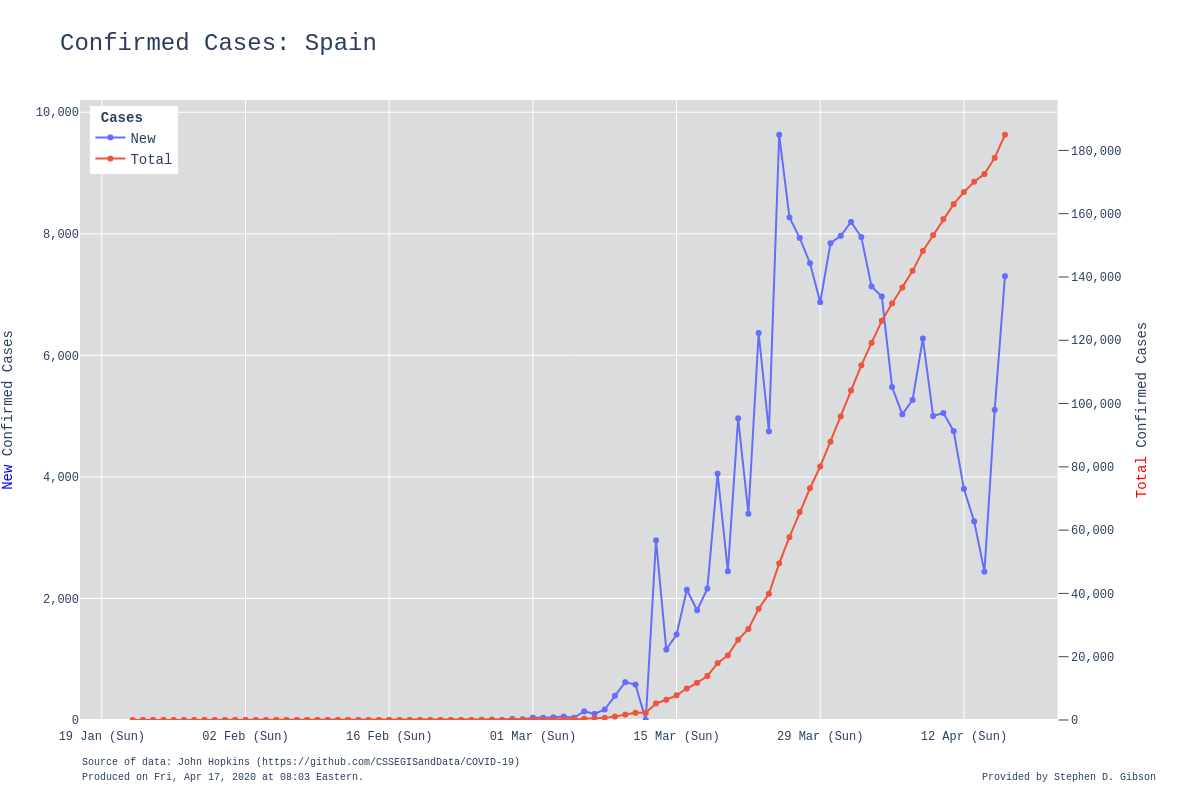 Confirmed Cases: Spain
Cases
New
Total
10,000
8,000
6,000
4,000
2,000
0
New Confirmed Cases
180,000
160,000
140,000
120,000
100,000
80,000
60,000
40,000
20,000
0
Total Confirmed Cases
19 Jan (Sun)
02 Feb (Sun)
16 Feb (Sun)
01 Mar (Sun)
15 Mar (Sun)
29 Mar (Sun)
12 Apr (Sun)
Source of data: John Hopkins (https://github.com/CSSEGISandData/COVID-19)
Produced on Fri, Apr 17, 2020 at 08:03 Eastern.
Provided by Stephen D. Gibson